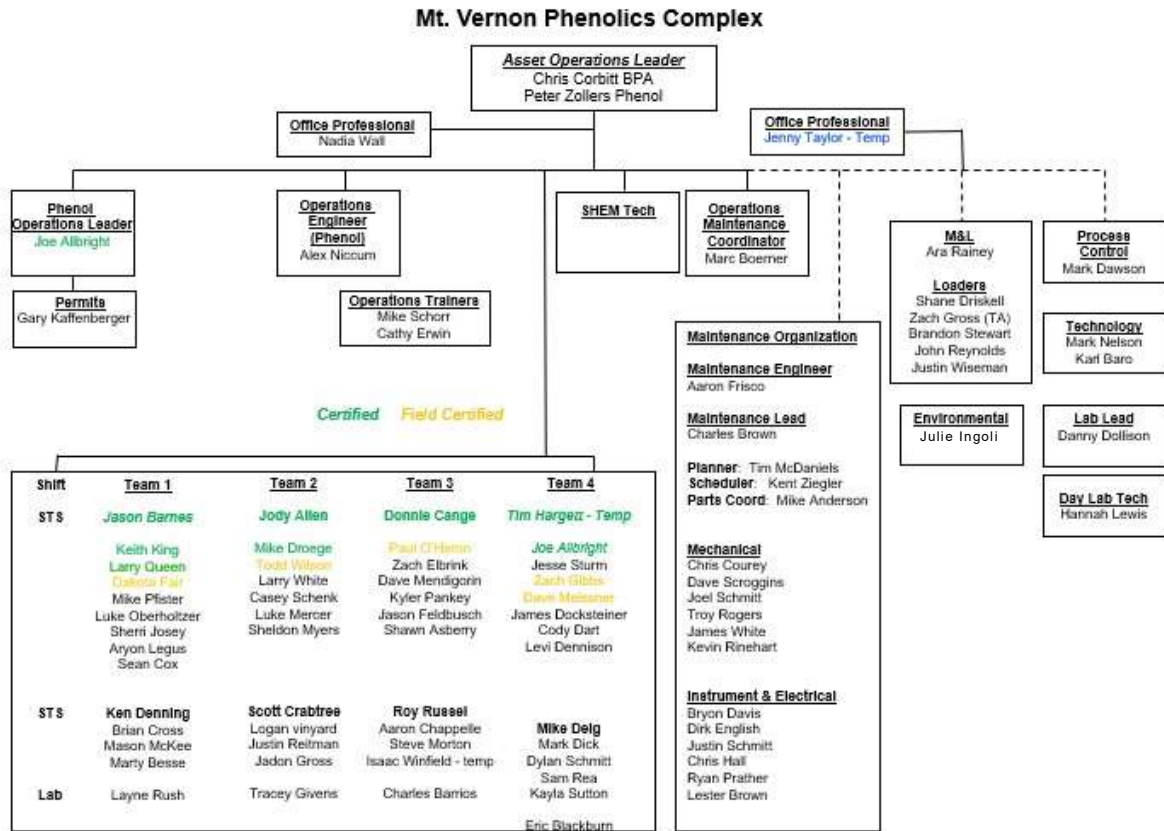 Mt. Vernon Phenolics Complex
Asset Operations Leader
Chris Corbitt BPA
Peter Zollers Phenol
Office Professional
Nadia Wall
Office Professional
Jenny Taylor - Temp
Phenol
Operations Leader
Joe Allbright
Permits
Gary Kaffenberger
Operations
Engineer
(Phenol)
Alex Niccum
Operations Trainers
Mike Schorr
Cathy Erwin
SHEM Tech
Operations
Maintenance
Coordinator
Marc Boerner
M&L
Ara Rainey
Loaders
Shane Driskell
Zach Gross (TA)
Brandon Stewart
John Reynolds
Justin Wiseman
Process
Control
Mark Dawson
Technology
Mark Nelson
Karl Baro
Environmental
Julie Ingoli
Lab Lead
Danny Dollison
Day Lab Tech
Hannah Lewis
Maintenance Organization
Maintenance Engineer
Aaron Frisco
Maintenance Lead
Charles Brown
Planner: Tim McDaniels
Scheduler: Kent Ziegler
Parts Coord: Mike Anderson
Mechanical
Chris Courey
Dave Scroggins
Joel Schmitt
Troy Rogers
James White
Kevin Rinehart
Instrument & Electrical
Bryon Davis
Dirk English
Justin Schmitt
Chris Hall
Ryan Prather
Lester Brown
Certified Field Certified
Shift Team 1 Team 2 Team 3 Team 4
STS Jason Barnes Jody Allen Donnie Cange Tim Hargett - Temp
Keith King Mike Droege Paul O'Heron Joe Allbright
Larry Queen Todd Wilson Zach Elbrink Jesse Sturm
Dakota Fair Larry White Dave Mendigorin Zach Gibbs
Mike Pfister Casey Schenk Kyler Pankey Dave Meissner
Luke Oberholtzer Luke Mercer Jason Feldbusch James Docksteiner
Sherri Josey Sheldon Myers Shawn Asberry Cody Dart
Aryon Legus Levi Dennison
Sean Cox
STS Ken Denning Scott Crabtree Roy Russel
Brian Cross Logan vinyard Aaron Chappelle Mike Deig
Mason McKee Justin Reitman Steve Morton Mark Dick
Marty Besse Jadon Gross Isaac Winfield - temp Dylan Schmitt
Sam Rea
Lab Layne Rush Tracey Givens Charles Barrios Kayla Sutton
Eric Blackburn